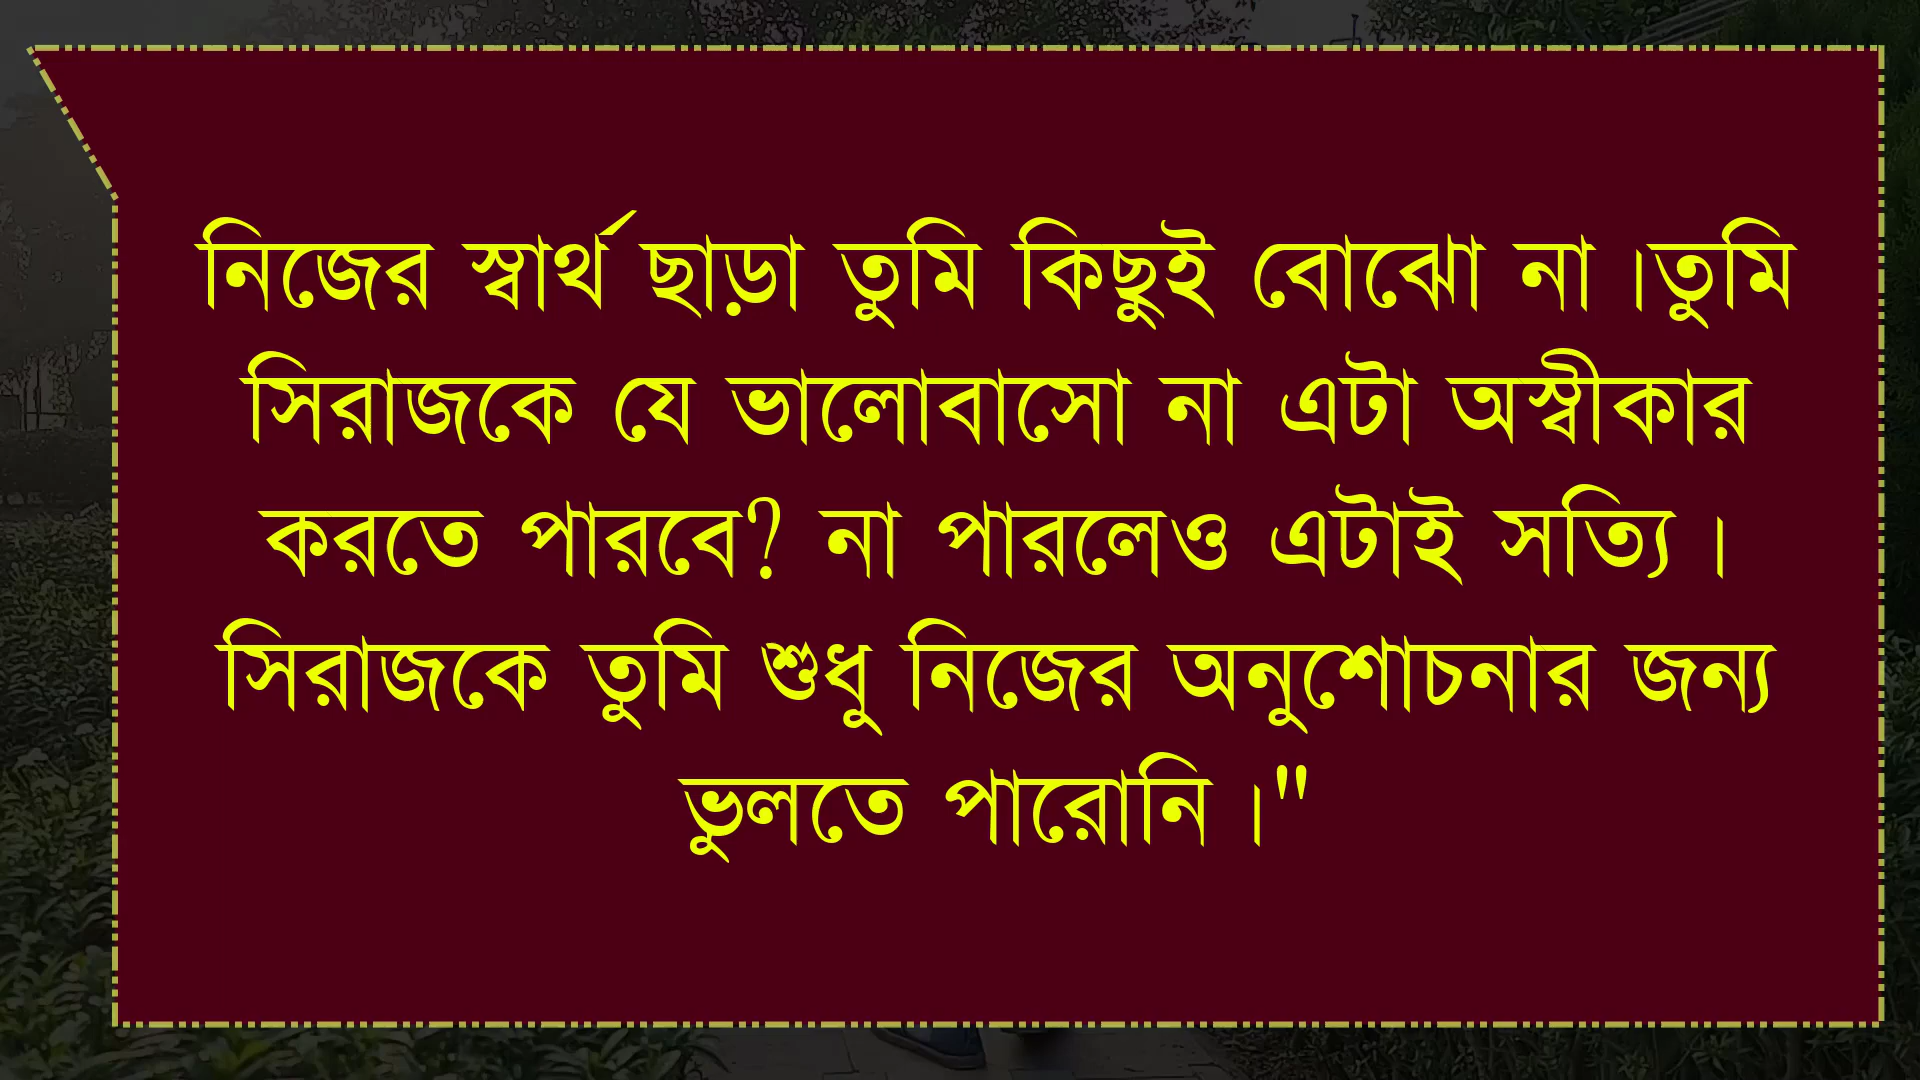 নিজের স্বার্থ ছাড়া তুমি কিছুই বোঝো না ।তুমি
সিরাজকে যে ভালোবাসো না এটা অস্বীকার
করতে পারবে? না পারলেও এটাই সত্যি ।
সিরাজকে তুমি শুধু নিজের অনুশোচনার জন্য
ভুলতে পারোনি ।"